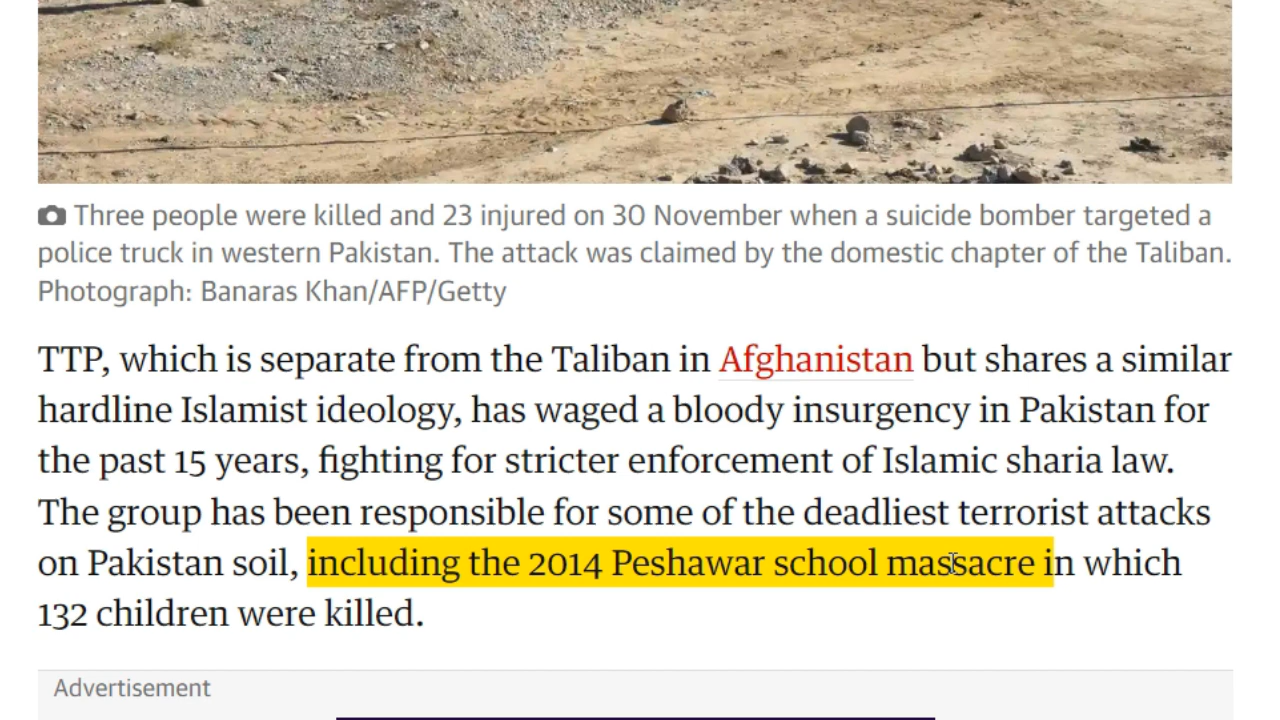 Three people were killed and 23 injured on 30 November when a suicide bomber targeted a
police truck in western Pakistan. The attack was claimed by the domestic chapter of the Taliban.
Photograph: Banaras Khan/AFP/Getty
TTP, which is separate from the Taliban in Afghanistan but shares a similar
hardline Islamist ideology, has waged a bloody insurgency in Pakistan for
the past 15 years, fighting for stricter enforcement of Islamic sharia law.
The group has been responsible for some of the deadliest terrorist attacks
on Pakistan soil, including the 2014 Peshawar school massacre in which
132 children were killed.
Advertisement